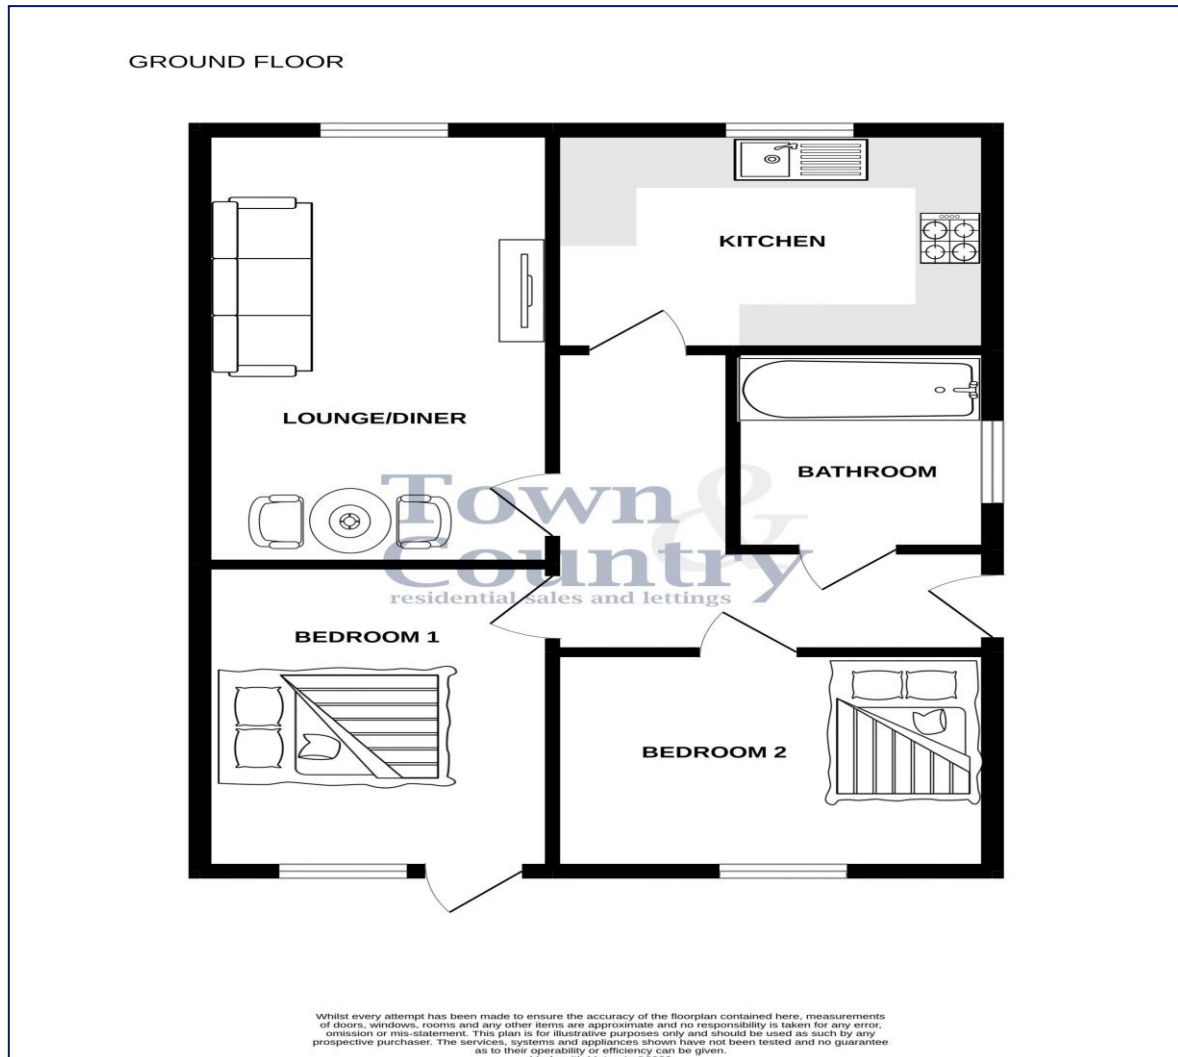 GROUND FLOOR
KITCHEN
LOUNGE/DINER
BATHROOM
Town &
Country
residential sales and lettings
BEDROOM 1
BEDROOM 2
Whilst every attempt has been made to ensure the accuracy of the floorplan contained here, measurements
of doors, windows, rooms and any other items are approximate and no responsibility is taken for any error,
omission or mis-statement. This plan is for illustrative purposes only and should be used as such by any
prospective purchaser. The services, systems and appliances shown have not been tested and no guarantee
as to their operability or efficiency can be given.